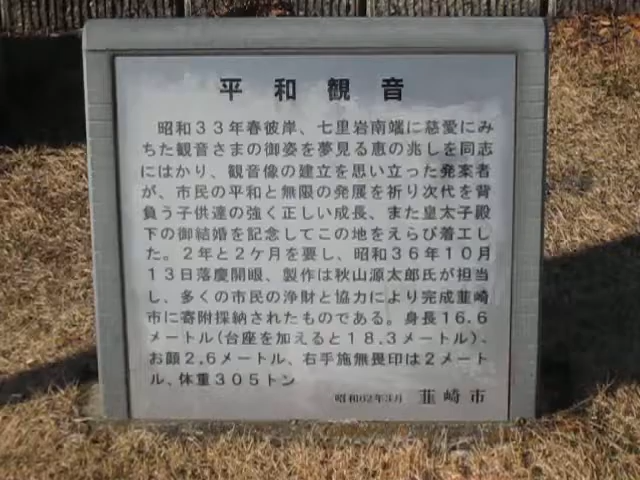 平和観音
昭和33年春彼岸、七里岩南端に慈愛にみ
ちた観音さまの御姿を夢見る恵の兆しを同志
にはかり、観音像の建立を思い立った発案者
が、市民の平和と無限の発展を祈り次代を背
負う子供達の強く正しい成長、また皇太子殿
下の御結婚を記念してこの地をえらび着工し
た。2年と2ケ月を要し、昭和36年10月
13日落慶開眼、製作は秋山源太郎氏が担当
し、多くの市民の浄財と協力により完成韮崎
市に寄附採納されたものである。身長16.6
メートル(台座を加えると18.3メートル)、
お顔2.6メートル、右手施無畏印は2メート
ル、体重305トン
昭和62年3月 韮崎市